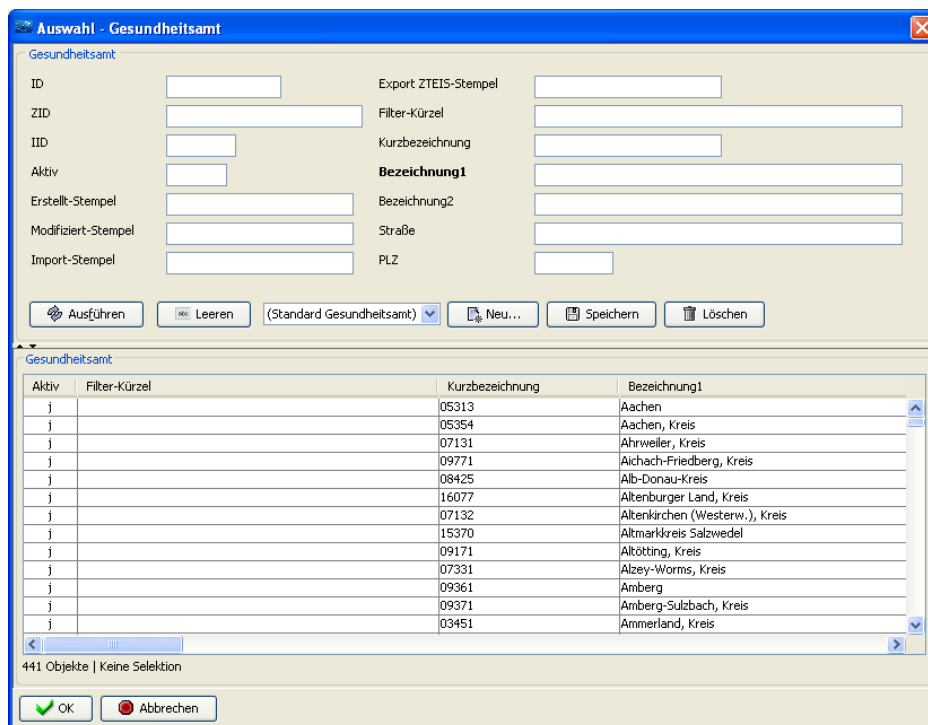 Auswahl - Gesundheitsamt
Gesundheitsamt
ID Export ZTEIS-Stempel
ZID Filter-Kürzel
IID Kurzbezeichnung
Aktiv Bezeichnung1
Erstellt-Stempel Bezeichnung2
Modifiziert-Stempel Straße
Import-Stempel PLZ
Ausführen abc Leeren (Standard Gesundheitsamt) Neu... Speichern Löschen
Gesundheitsamt
Aktiv Filter-Kürzel Kurzbezeichnung Bezeichnung1
j 05313 Aachen
j 05354 Aachen, Kreis
j 07131 Ahrweiler, Kreis
j 09771 Aichach-Friedberg, Kreis
j 08425 Alb-Donau-Kreis
j 16077 Altenburger Land, Kreis
j 07132 Altenkirchen (Westerw.), Kreis
j 15370 Altmarkkreis Salzwedel
j 09171 Altötting, Kreis
j 07331 Alzey-Worms, Kreis
j 09361 Amberg
j 09371 Amberg-Sulzbach, Kreis
j 03451 Ammerland, Kreis
441 Objekte | Keine Selektion
OK Abbrechen